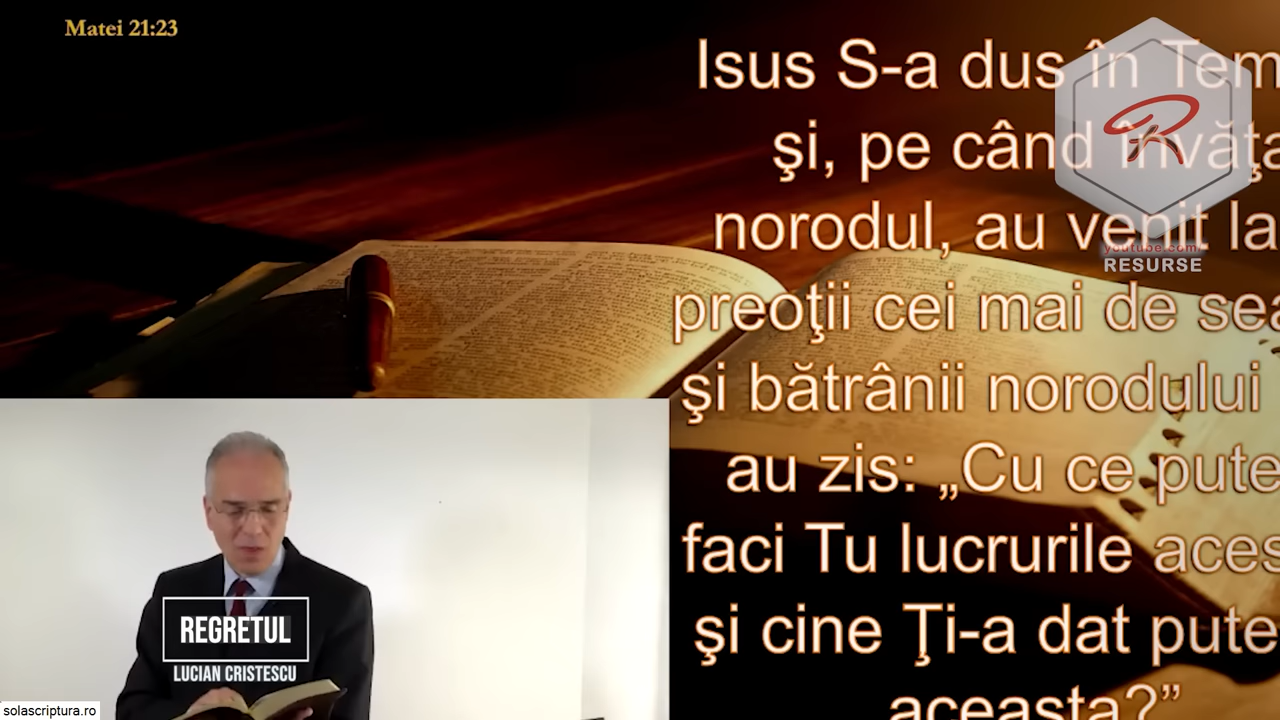 Matei 21:23
Isus S-a dus în Tem
şi, pe când învăţa
norodul, au venit la
preoţii cei mai de sea
şi bătrânii norodului
au zis: „Cu ce pute
faci Tu lucrurile aces
şi cine Ţi-a dat pute
aceasta?”
youtube.com/
RESURSE
REGRETUL
LUCIAN CRISTESCU
solascriptura.ro